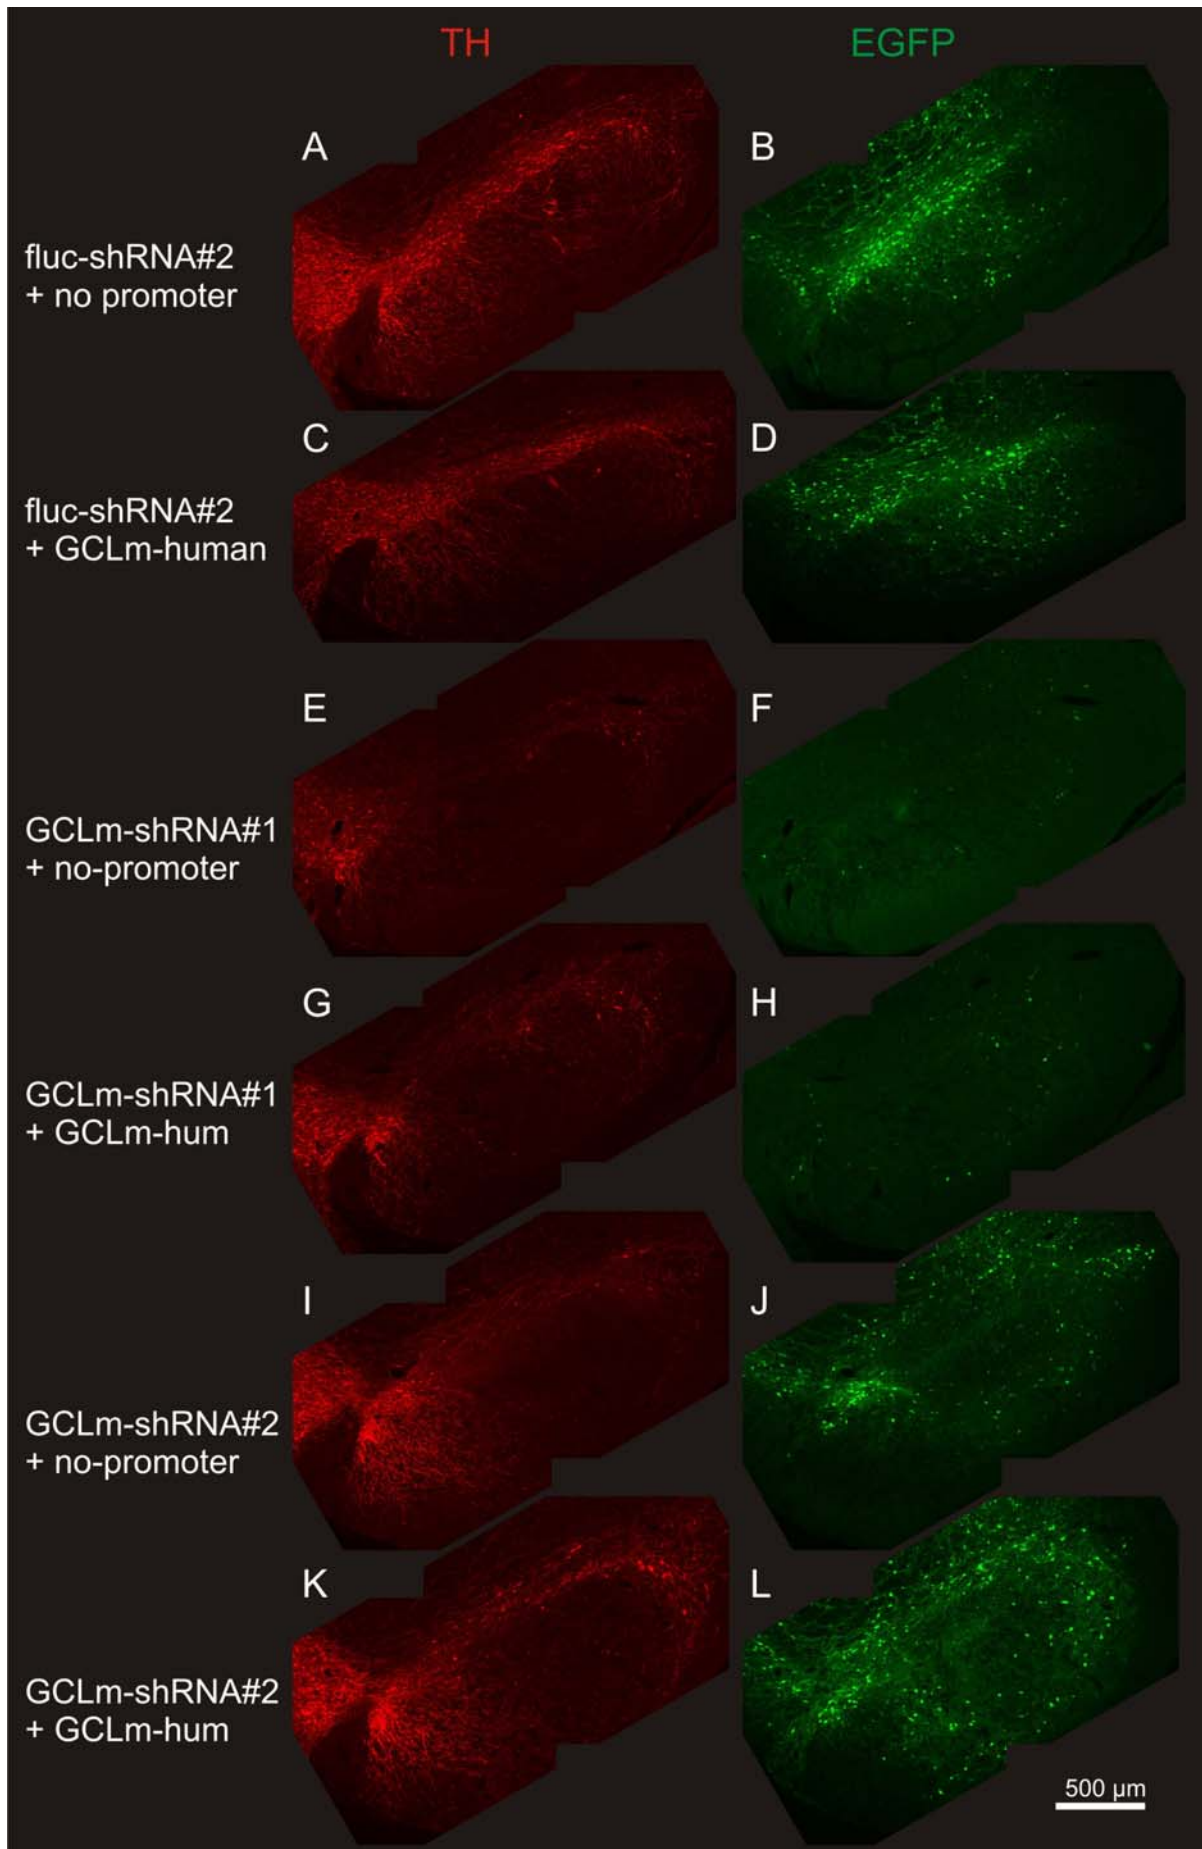 TH
EGFP
A
B
fluc-shRNA#2
+ no promoter
C
D
fluc-shRNA#2
+ GCLm-human
E
F
GCLm-shRNA#1
+ no-promoter
G
H
GCLm-shRNA#1
+ GCLm-hum
I
J
GCLm-shRNA#2
+ no-promoter
K
L
GCLm-shRNA#2
+ GCLm-hum
500 µm